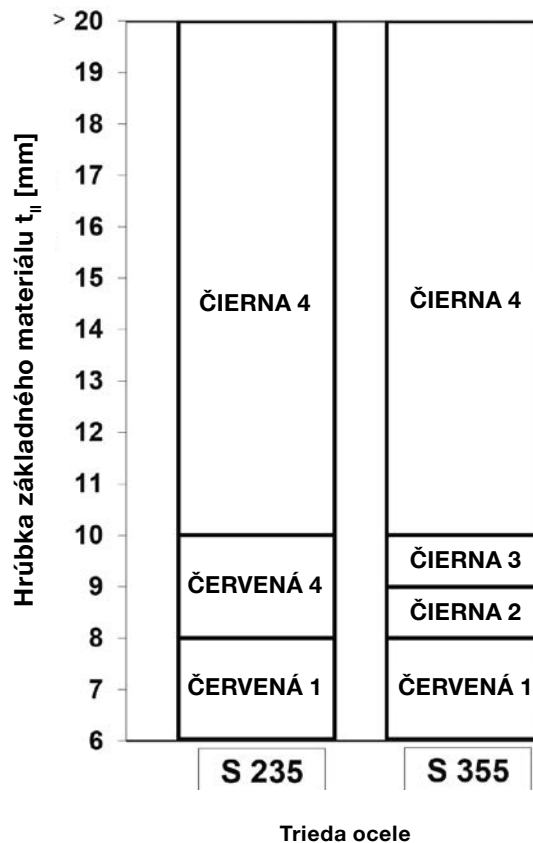 Hrúbka základného materiálu t_II [mm]
> 20
19
18
17
16
15
14
13
12
11
10
9
8
7
6
ČIERNA 4
ČERVENÁ 4
ČERVENÁ 1
ČIERNA 4
ČIERNA 3
ČIERNA 2
ČERVENÁ 1
S 235
S 355
Trieda ocele